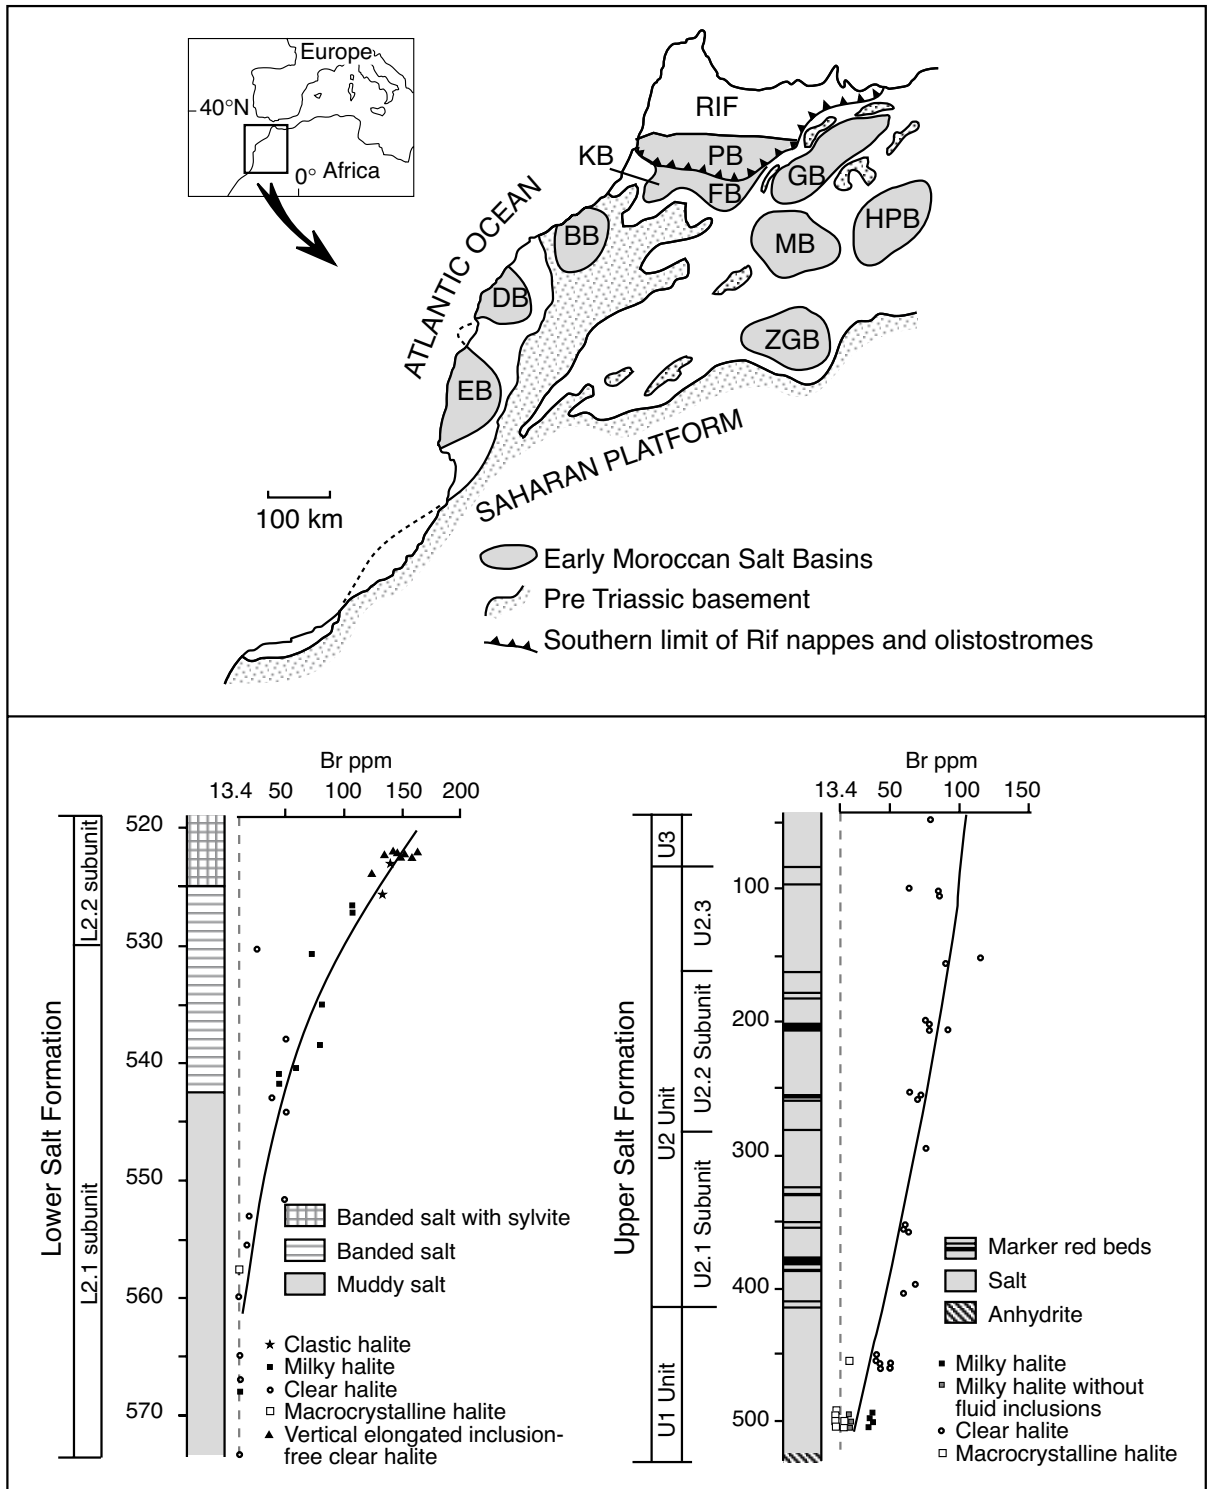 Europe
40°N
0° Africa
RIF
KB
PB
FB
GB
HPB
MB
BB
DB
ZGB
EB
ATLANTIC OCEAN
SAHARAN PLATFORM
100 km
Early Moroccan Salt Basins
Pre Triassic basement
Southern limit of Rif nappes and olistostromes
Br ppm
13.4 50 100 150 200
520
530
540
550
560
570
Lower Salt Formation
L2.2 subunit
L2.1 subunit
Banded salt with sylvite
Banded salt
Muddy salt
Clastic halite
Milky halite
Clear halite
Macrocrystalline halite
Vertical elongated inclusion-
free clear halite
Br ppm
13.4 50 100 150
100
200
300
400
500
Upper Salt Formation
U3
U2 Unit
U1 Unit
U2.3
U2.2 Subunit
U2.1 Subunit
Marker red beds
Salt
Anhydrite
Milky halite
Milky halite without
fluid inclusions
Clear halite
Macrocrystalline halite